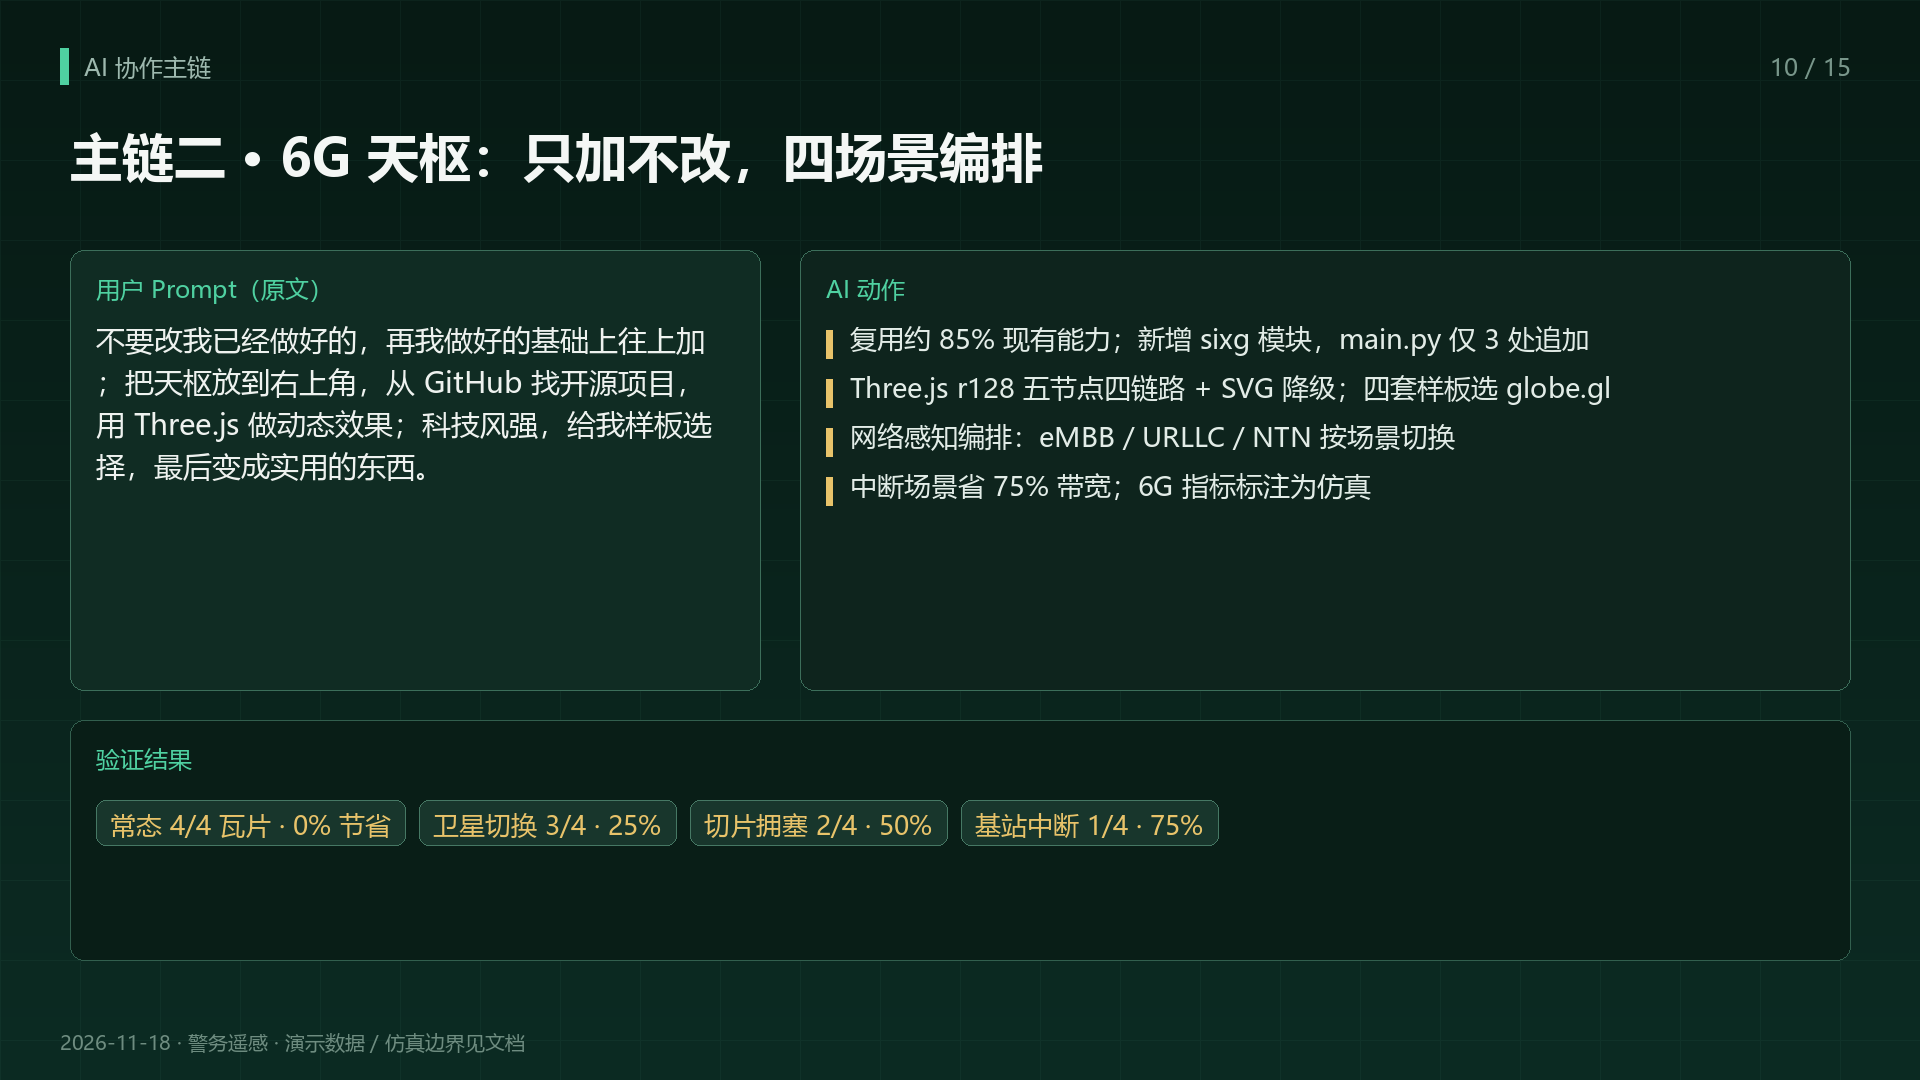 AI 协作主链
10 / 15
主链二 • 6G 天枢：只加不改，四场景编排
用户 Prompt（原文）
不要改我已经做好的，再我做好的基础上往上加
；把天枢放到右上角，从 GitHub 找开源项目，
用 Three.js 做动态效果；科技风强，给我样板选
择，最后变成实用的东西。
AI 动作
复用约 85% 现有能力；新增 sixg 模块，main.py 仅 3 处追加
Three.js r128 五节点四链路 + SVG 降级；四套样板选 globe.gl
网络感知编排：eMBB / URLLC / NTN 按场景切换
中断场景省 75% 带宽；6G 指标标注为仿真
验证结果
常态 4/4 瓦片 · 0% 节省
卫星切换 3/4 · 25%
切片拥塞 2/4 · 50%
基站中断 1/4 · 75%
2026-11-18 · 警务遥感 · 演示数据 / 仿真边界见文档